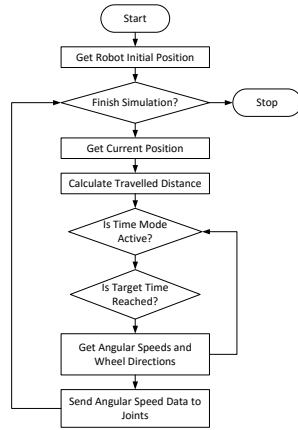 Start
Get Robot Initial Position
Finish Simulation?
Stop
Get Current Position
Calculate Travelled Distance
Is Time Mode
Active?
Is Target Time
Reached?
Get Angular Speeds and
Wheel Directions
Send Angular Speed Data to
Joints